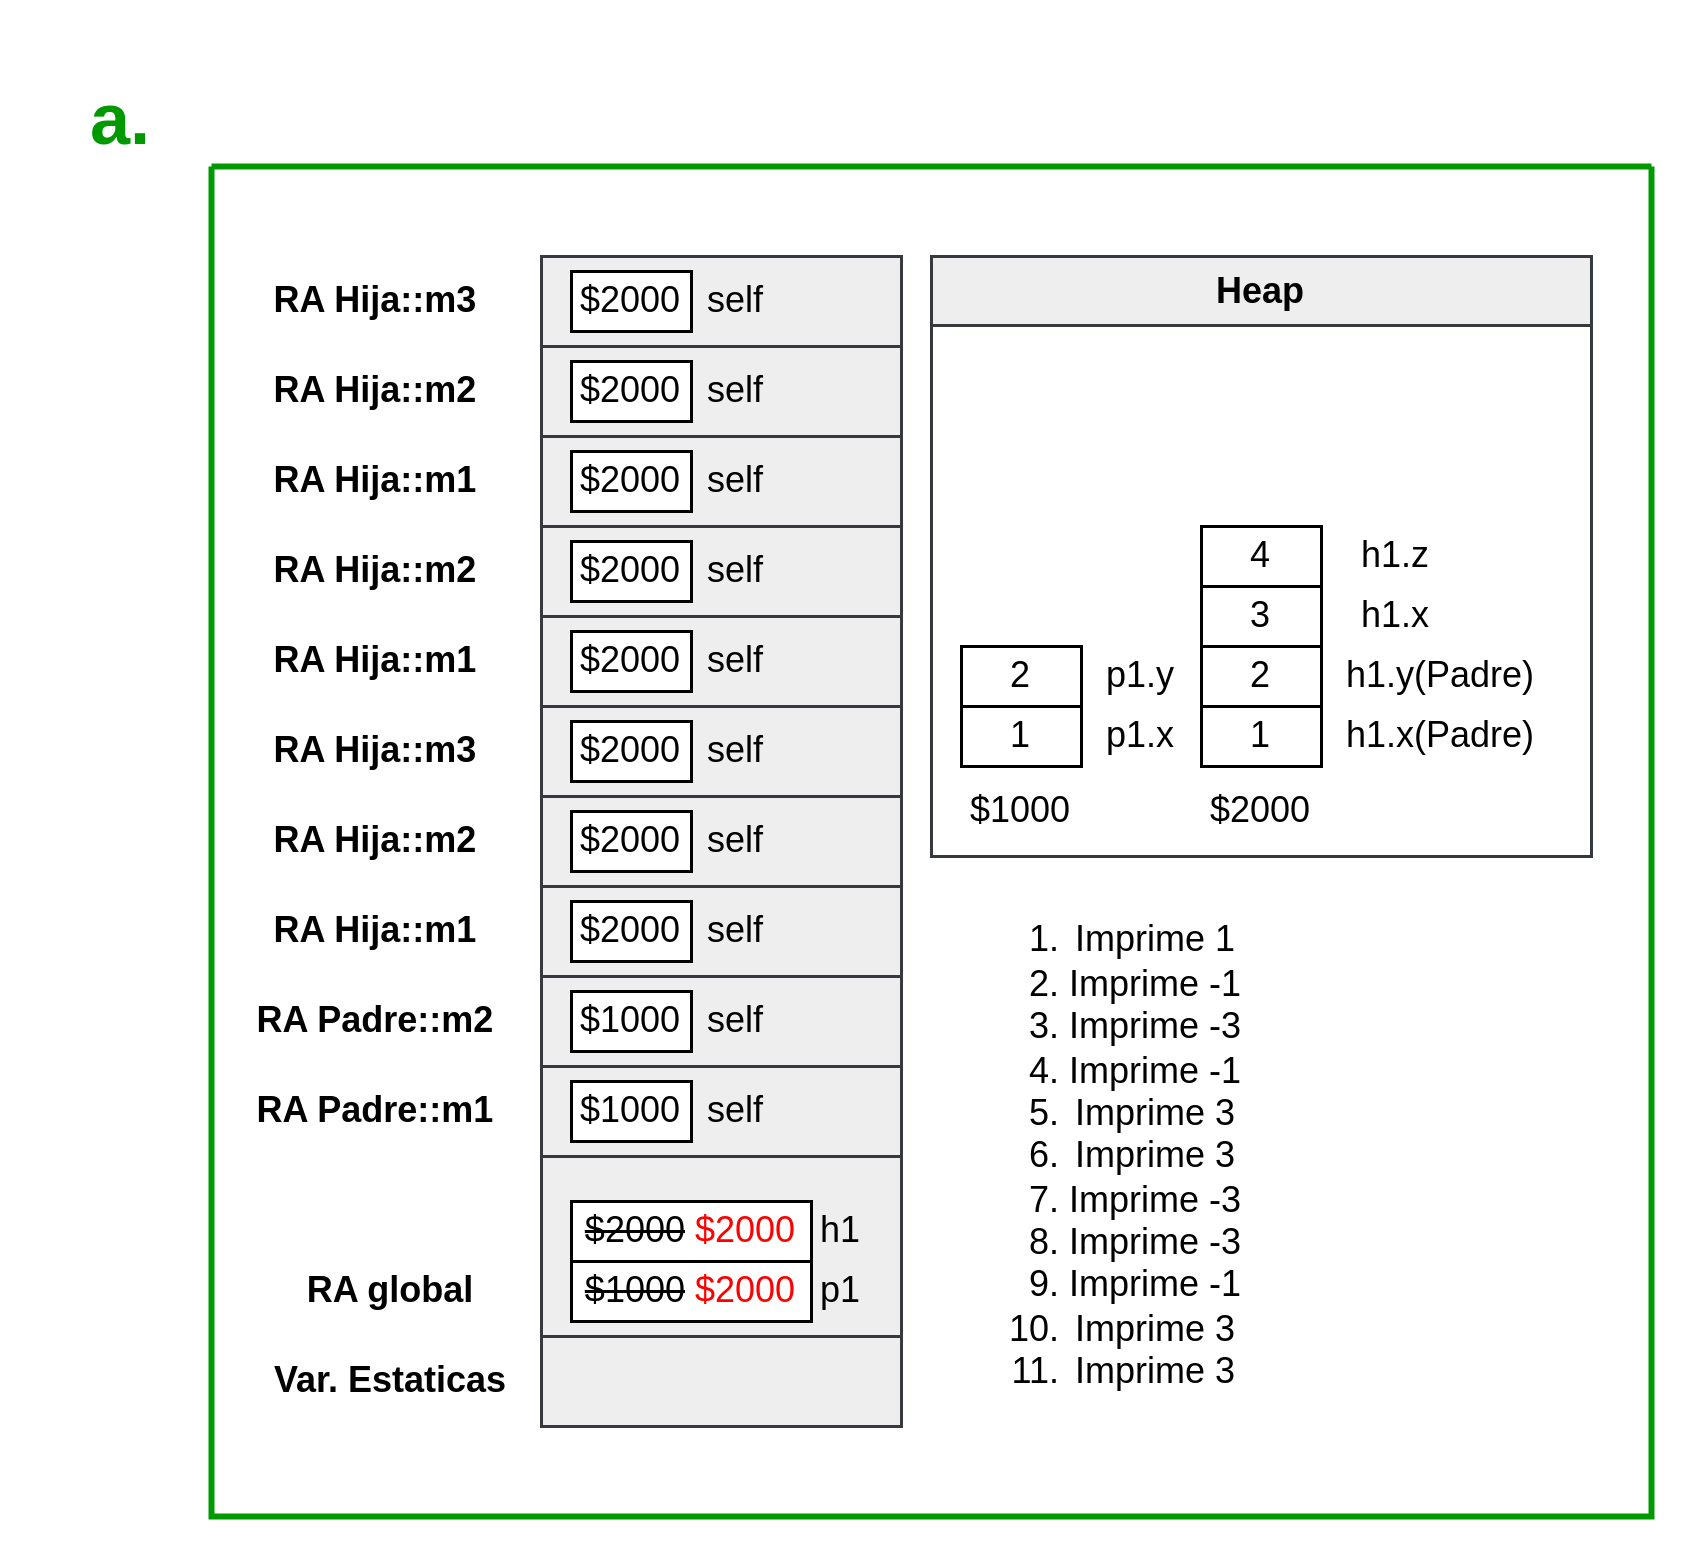 a.
RA Hija::m3 $2000 self
RA Hija::m2 $2000 self
RA Hija::m1 $2000 self
RA Hija::m2 $2000 self
RA Hija::m1 $2000 self
RA Hija::m3 $2000 self
RA Hija::m2 $2000 self
RA Hija::m1 $2000 self
RA Padre::m2 $1000 self
RA Padre::m1 $1000 self
$2000 $2000 h1
RA global $1000 $2000 p1
Var. Estaticas
Heap
4 h1.z
3 h1.x
2 p1.y 2 h1.y(Padre)
1 p1.x 1 h1.x(Padre)
$1000 $2000
1. Imprime 1
2. Imprime -1
3. Imprime -3
4. Imprime -1
5. Imprime 3
6. Imprime 3
7. Imprime -3
8. Imprime -3
9. Imprime -1
10. Imprime 3
11. Imprime 3